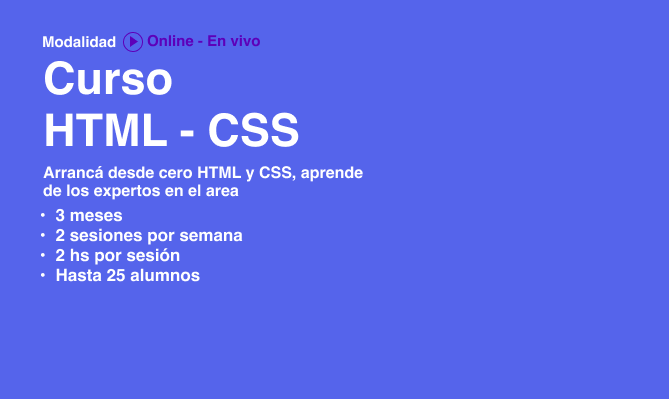 Modalidad Online - En vivo
Curso
HTML - CSS
Arrancá desde cero HTML y CSS, aprende
de los expertos en el area
• 3 meses
• 2 sesiones por semana
• 2 hs por sesión
• Hasta 25 alumnos